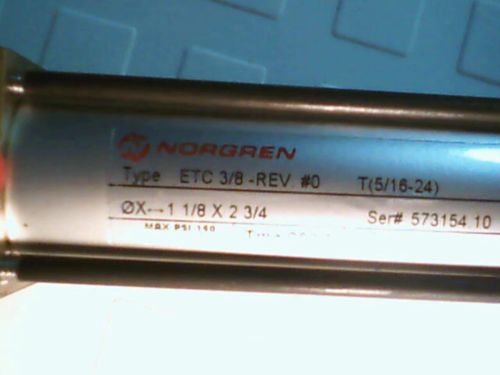 NORGREN
Type ETC 3/8 -REV. #0 T(5/16-24)
ØX→1 1/8 X 2 3/4 Ser# 573154 10
MAX PSI 150